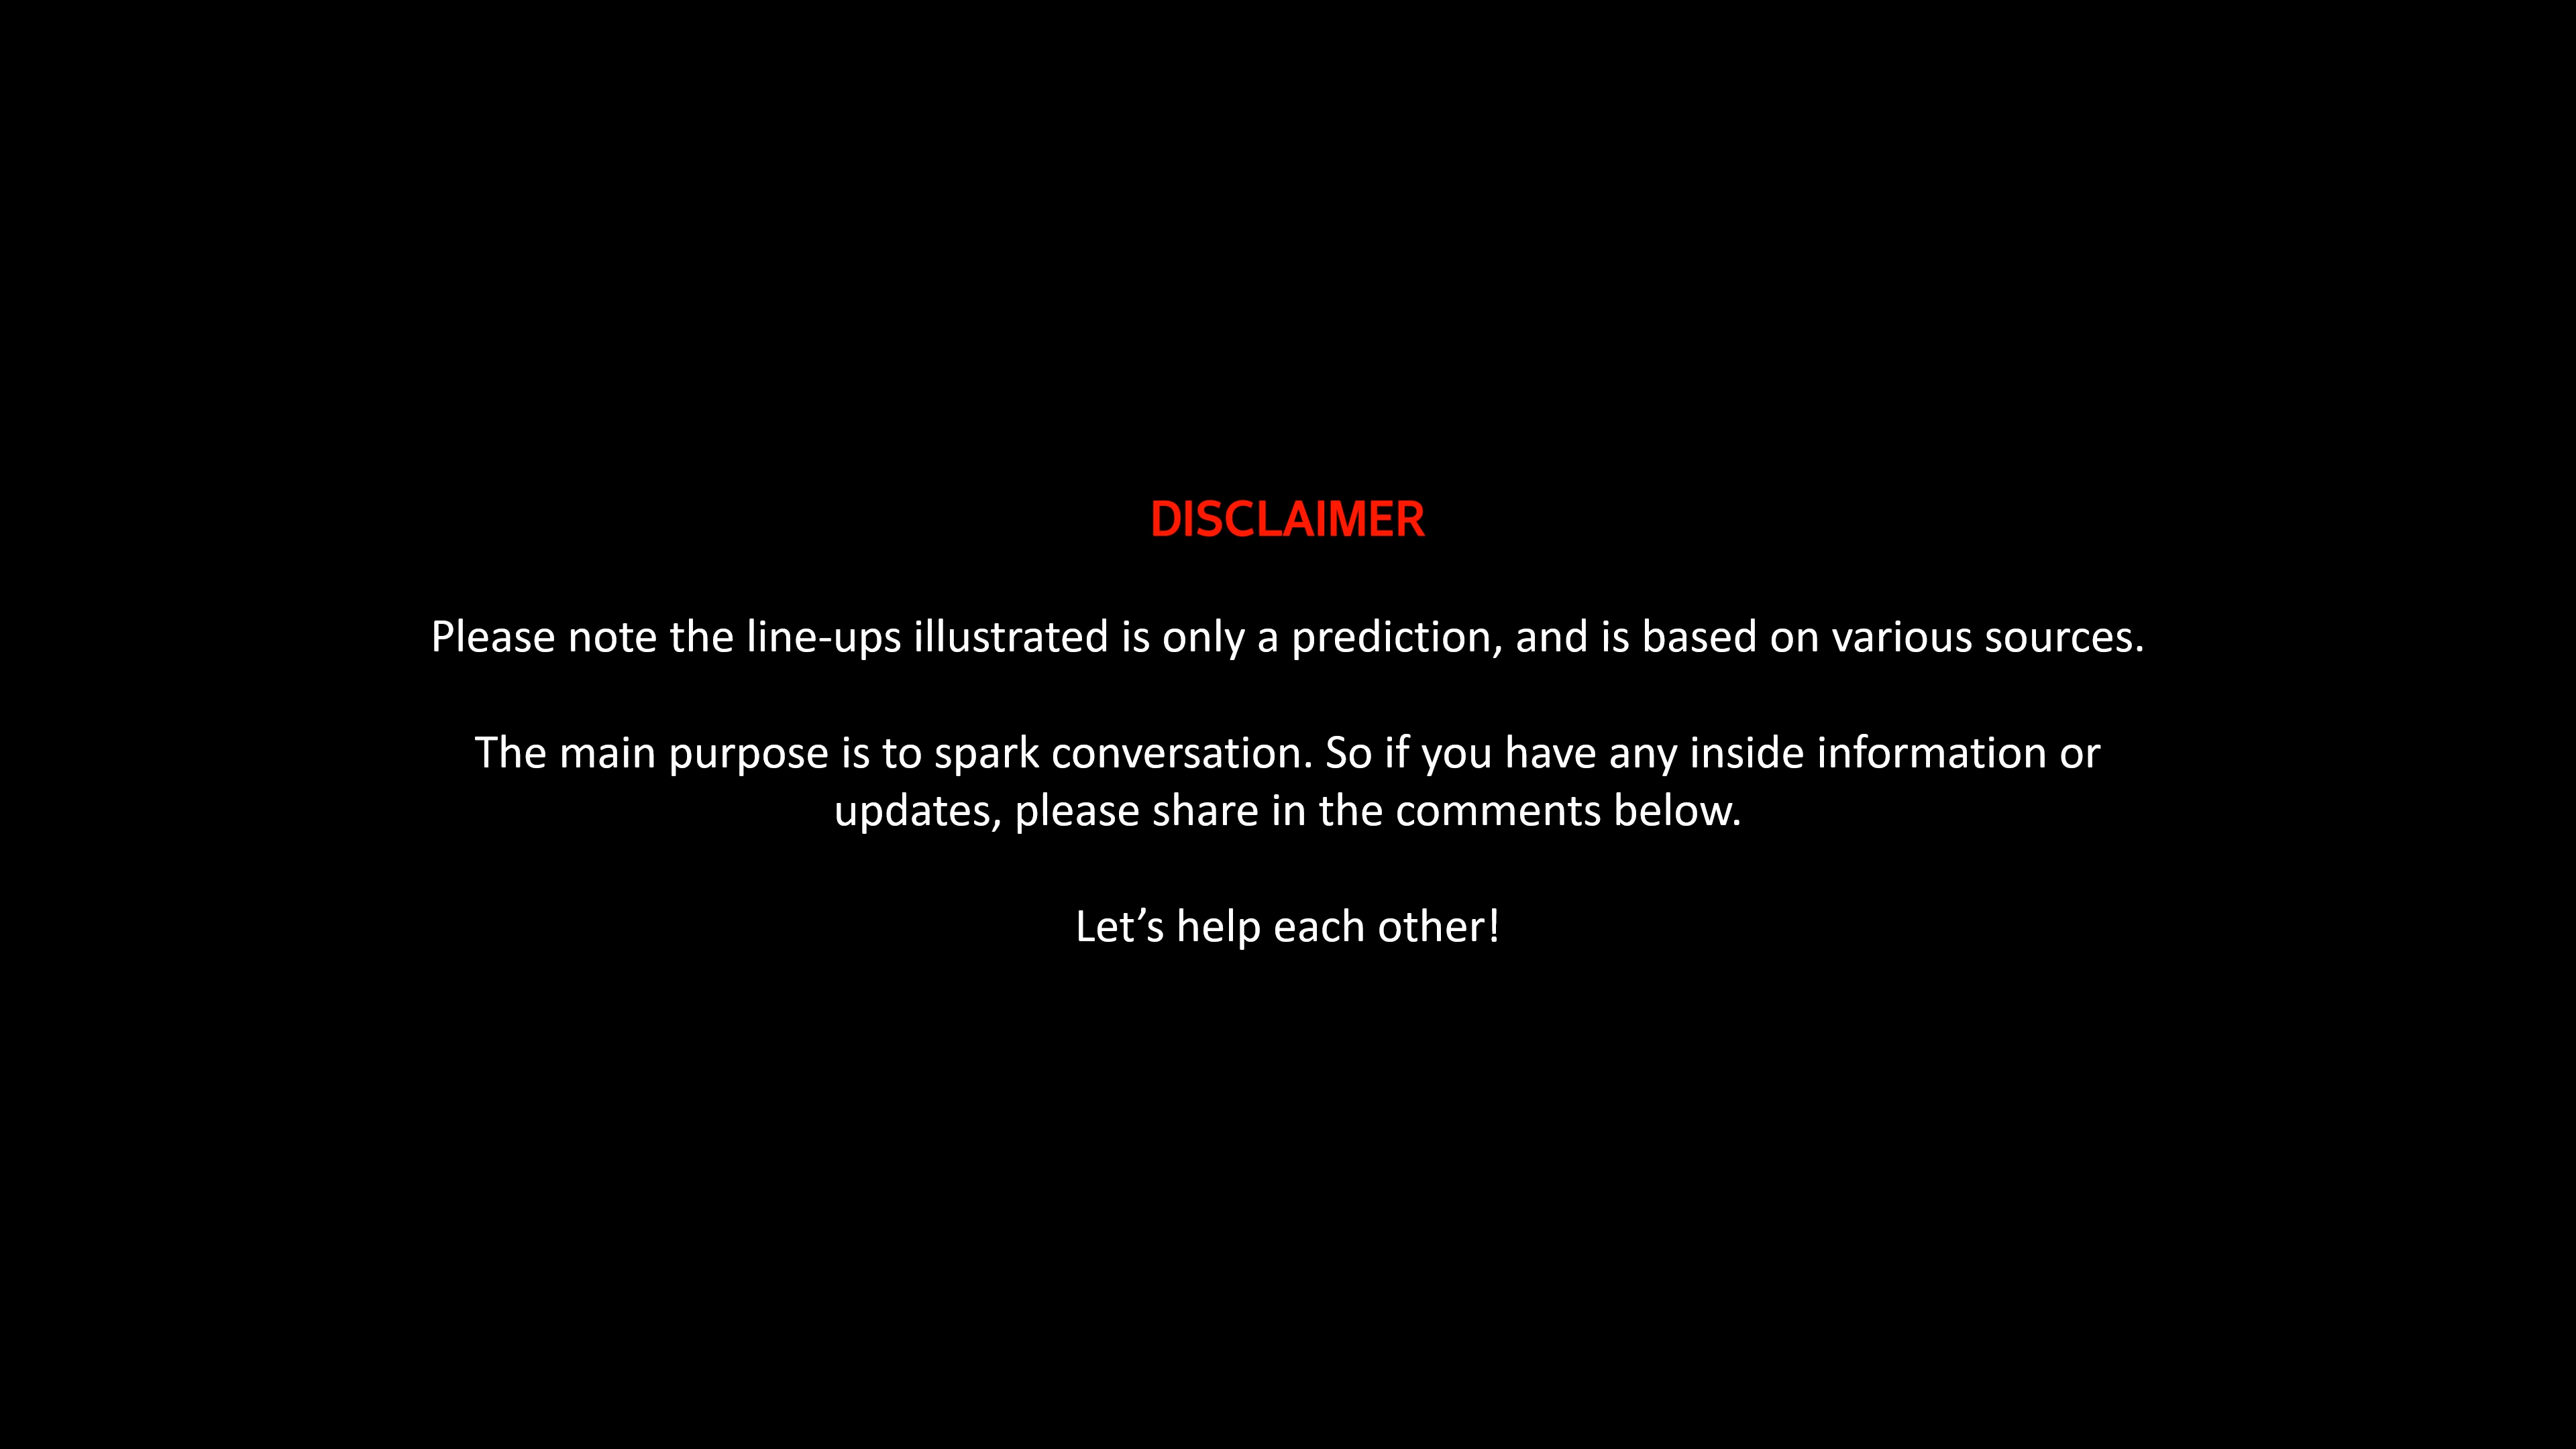 DISCLAIMER
Please note the line-ups illustrated is only a prediction, and is based on various sources.
The main purpose is to spark conversation. So if you have any inside information or
updates, please share in the comments below.
Let’s help each other!